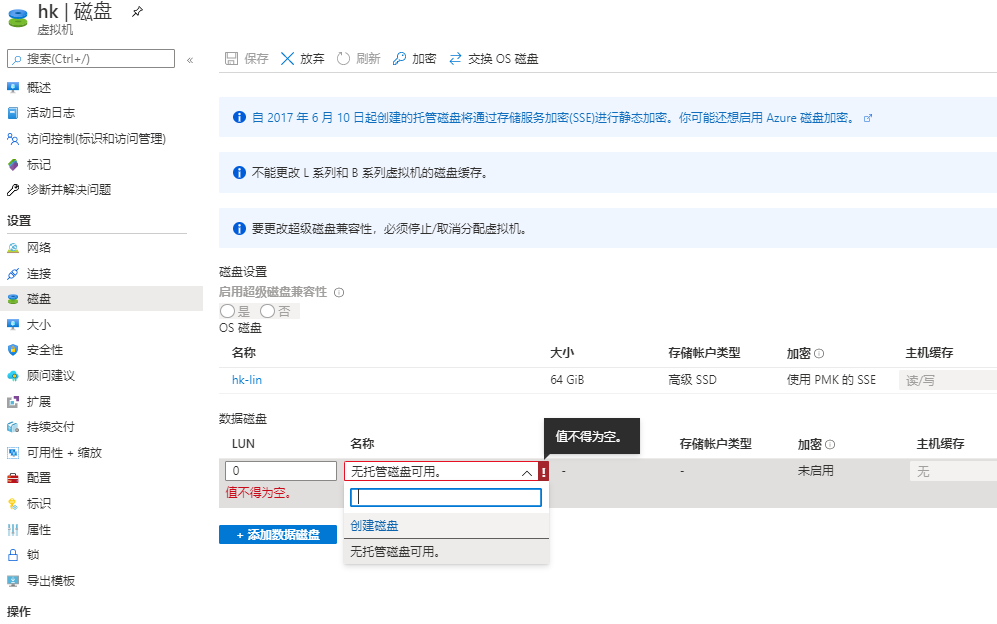 hk | 磁盘
虚拟机
搜索(Ctrl+/)
«
保存 放弃 刷新 加密 交换 OS 磁盘
概述
活动日志
访问控制(标识和访问管理)
标记
诊断并解决问题
设置
网络
连接
磁盘
大小
安全性
顾问建议
扩展
持续交付
可用性 + 缩放
配置
标识
属性
锁
导出模板
操作
自 2017 年 6 月 10 日起创建的托管磁盘将通过存储服务加密(SSE)进行静态加密。你可能还想启用 Azure 磁盘加密。
不能更改 L 系列和 B 系列虚拟机的磁盘缓存。
要更改超级磁盘兼容性，必须停止/取消分配虚拟机。
磁盘设置
启用超级磁盘兼容性
是 否
OS 磁盘
名称 大小 存储帐户类型 加密 主机缓存
hk-lin 64 GiB 高级 SSD 使用 PMK 的 SSE 读/写
数据磁盘
值不得为空。
LUN 名称 存储帐户类型 加密 主机缓存
0 无托管磁盘可用。 ! - - 未启用 无
值不得为空。
创建磁盘
无托管磁盘可用。
+ 添加数据磁盘